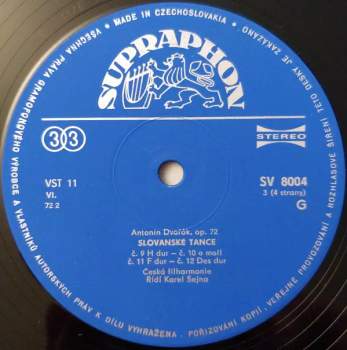 MADE IN CZECHOSLOVAKIA • VŠECHNA PRÁVA GRAMOFONOVÉHO VÝROBCE A VLASTNÍKŮ AUTORSKÝCH PRÁV K DÍLU VYHRAŽENA. POŘIZOVÁNÍ KOPIÍ, VEREJNÉ PROVOZOVÁNÍ A ROZHLASOVÉ ŠÍŘENÍ TÉTO DESKY JE ZAKÁZÁNO
SUPRAPHON
33
STEREO
VST 11
SV 8004
VI.
3 (4 strany)
72 2
G
Antonín Dvořák, op. 72
SLOVANSKÉ TANCE
č. 9 H dur – č. 10 e moll
č. 11 F dur – č. 12 Des dur
Česká filharmonie
Řídí Karel Šejna